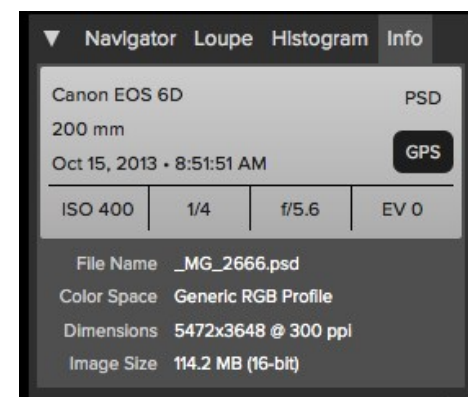 ▼ Navigator Loupe Histogram Info
Canon EOS 6D PSD
200 mm
Oct 15, 2013 • 8:51:51 AM GPS
ISO 400 1/4 f/5.6 EV 0
File Name _MG_2666.psd
Color Space Generic RGB Profile
Dimensions 5472x3648 @ 300 ppi
Image Size 114.2 MB (16-bit)